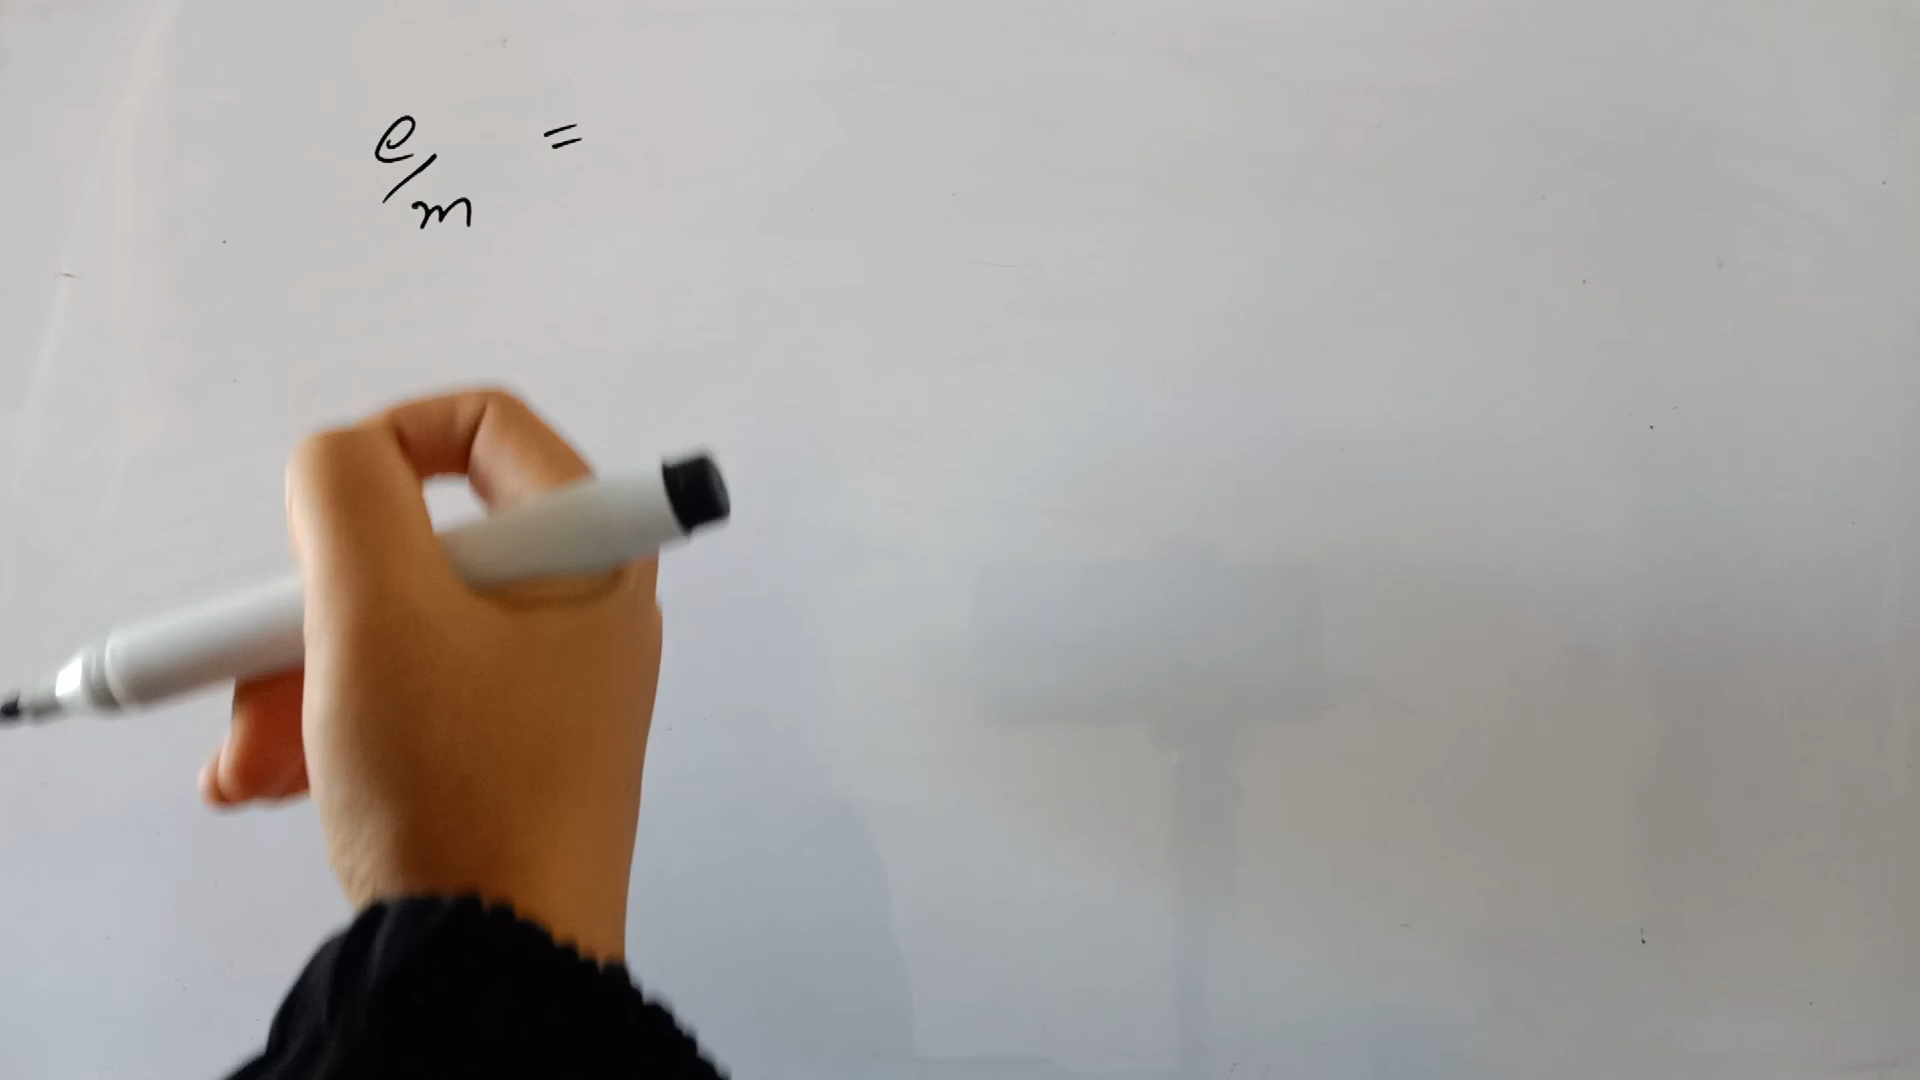 e/m =